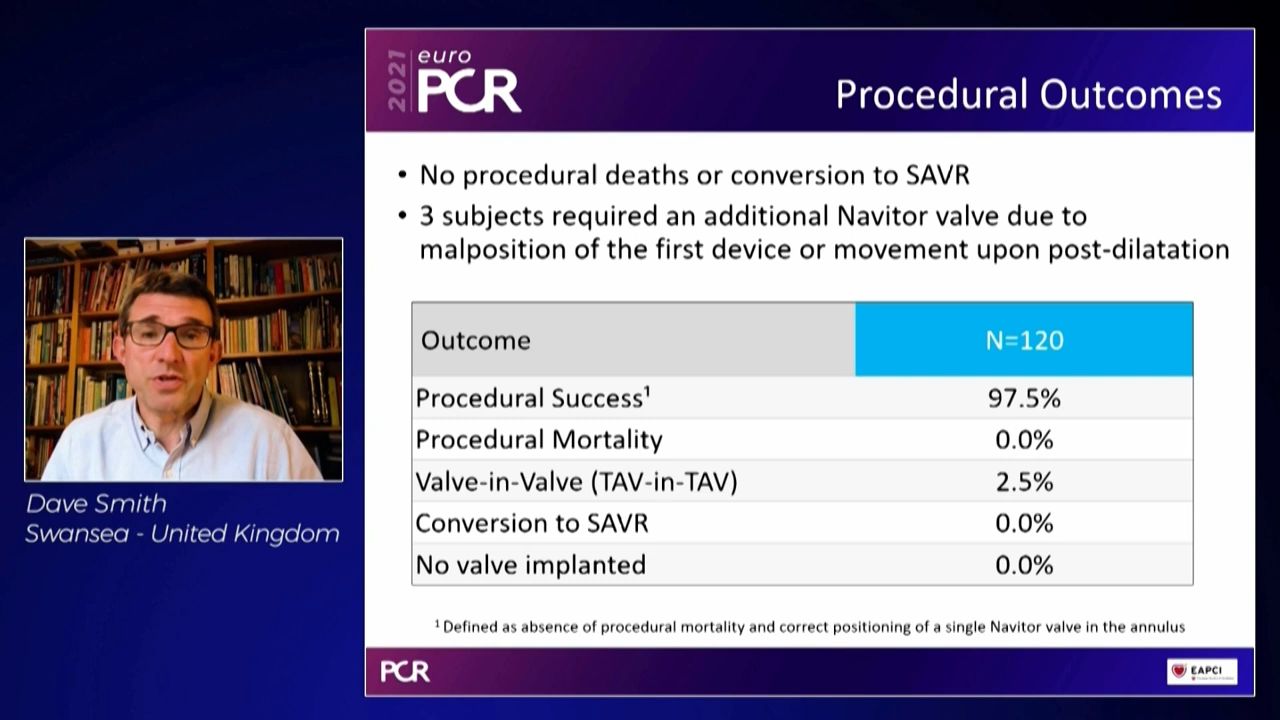 2021 euro
PCR
Procedural Outcomes
• No procedural deaths or conversion to SAVR
• 3 subjects required an additional Navitor valve due to
malposition of the first device or movement upon post-dilatation
Outcome N=120
Procedural Success¹ 97.5%
Procedural Mortality 0.0%
Valve-in-Valve (TAV-in-TAV) 2.5%
Conversion to SAVR 0.0%
No valve implanted 0.0%
¹ Defined as absence of procedural mortality and correct positioning of a single Navitor valve in the annulus
Dave Smith
Swansea - United Kingdom
PCR
EAPCI